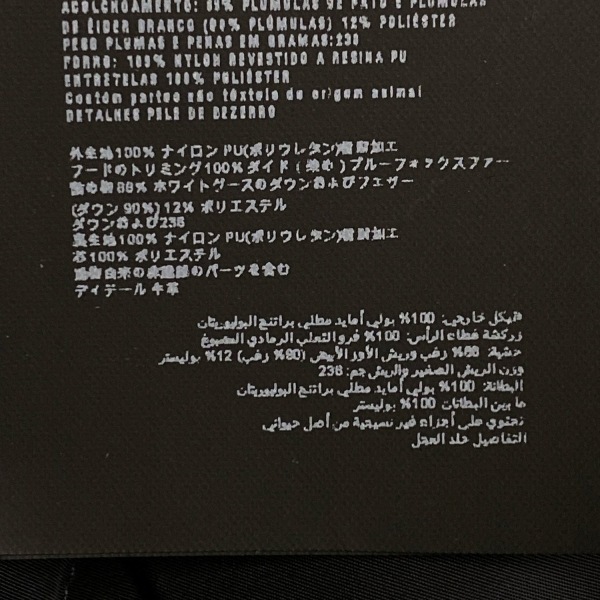 ACOLCHOAMENTO: 88% PLÚMULAS DE PATO E PLÚMULAS
DE LÍDER BRANCO (90% PLÚMULAS) 12% POLIÉSTER
PESO PLUMAS E PENAS EM GRAMAS:236
FORRO: 100% NYLON REVESTIDO A RESINA PU
ENTRETELAS 100% POLIÉSTER
Contém partes não têxteis de origem animal
DETALHES PELE DE BEZERRO
外生地100% ナイロン PU(ポリウレタン)樹脂加工
フードのトリミング100% ダイド ( 染め ) ブルーフォックスファー
詰め物88% ホワイトグースのダウンおよびフェザー
(ダウン 90%) 12% ポリエステル
ダウンおよび236
裏生地100% ナイロン PU(ポリウレタン)樹脂加工
芯100% ポリエステル
動物由来の非繊維のパーツを含む
ディテール 牛革
هيكل خارجي: 100% بولي أمايد مطلي براتنج البوليوريتان
زركشة غطاء الرأس: 100% فرو الثعلب الرمادي المصبوغ
حشية: 88% زغب وريش الأوز الأبيض (90% زغب) 12% بوليستر
وزن الريش الصغير والريش جم: 236
البطانة: 100% بولي أمايد مطلي براتنج البوليوريتان
ما بين البطانات 100% بوليستر
تحتوي على أجزاء غير نسيجية من أصل حيواني
التفاصيل جلد العجل